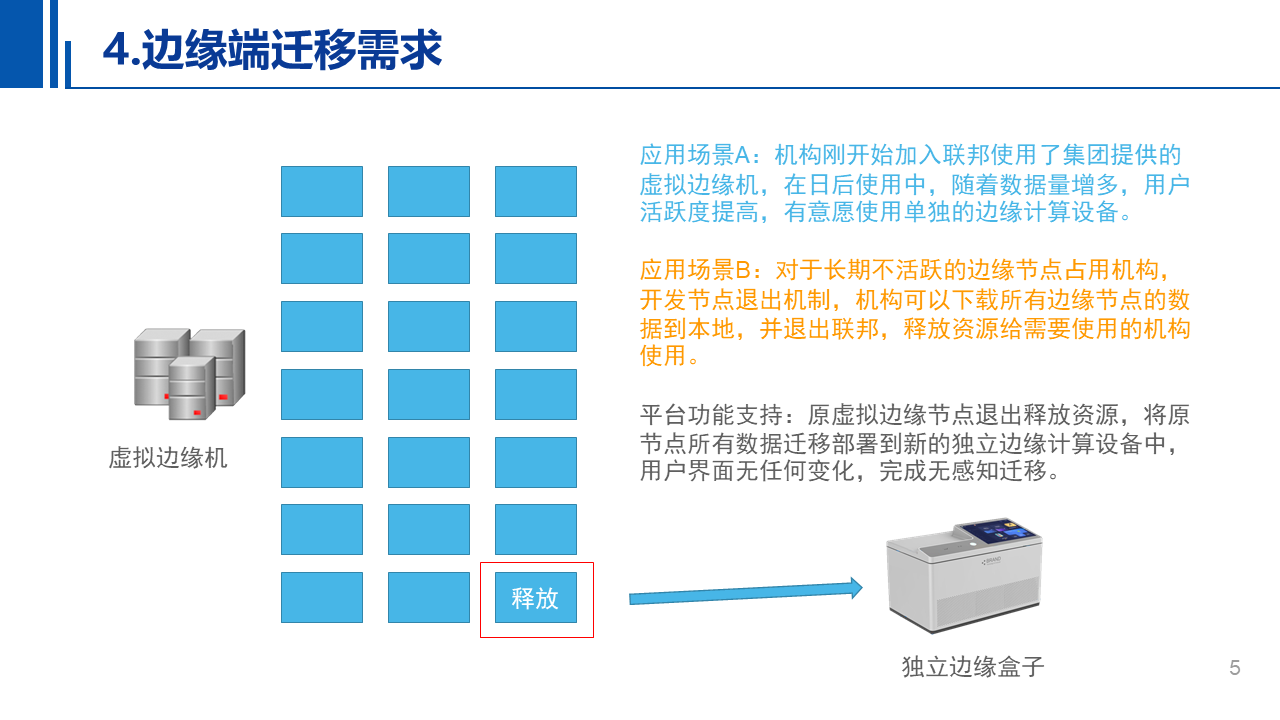 4.边缘端迁移需求
应用场景A：机构刚开始加入联邦使用了集团提供的
虚拟边缘机，在日后使用中，随着数据量增多，用户
活跃度提高，有意愿使用单独的边缘计算设备。
应用场景B：对于长期不活跃的边缘节点占用机构，
开发节点退出机制，机构可以下载所有边缘节点的数
据到本地，并退出联邦，释放资源给需要使用的机构
使用。
平台功能支持：原虚拟边缘节点退出释放资源，将原
节点所有数据迁移部署到新的独立边缘计算设备中，
用户界面无任何变化，完成无感知迁移。
虚拟边缘机
释放
独立边缘盒子
5